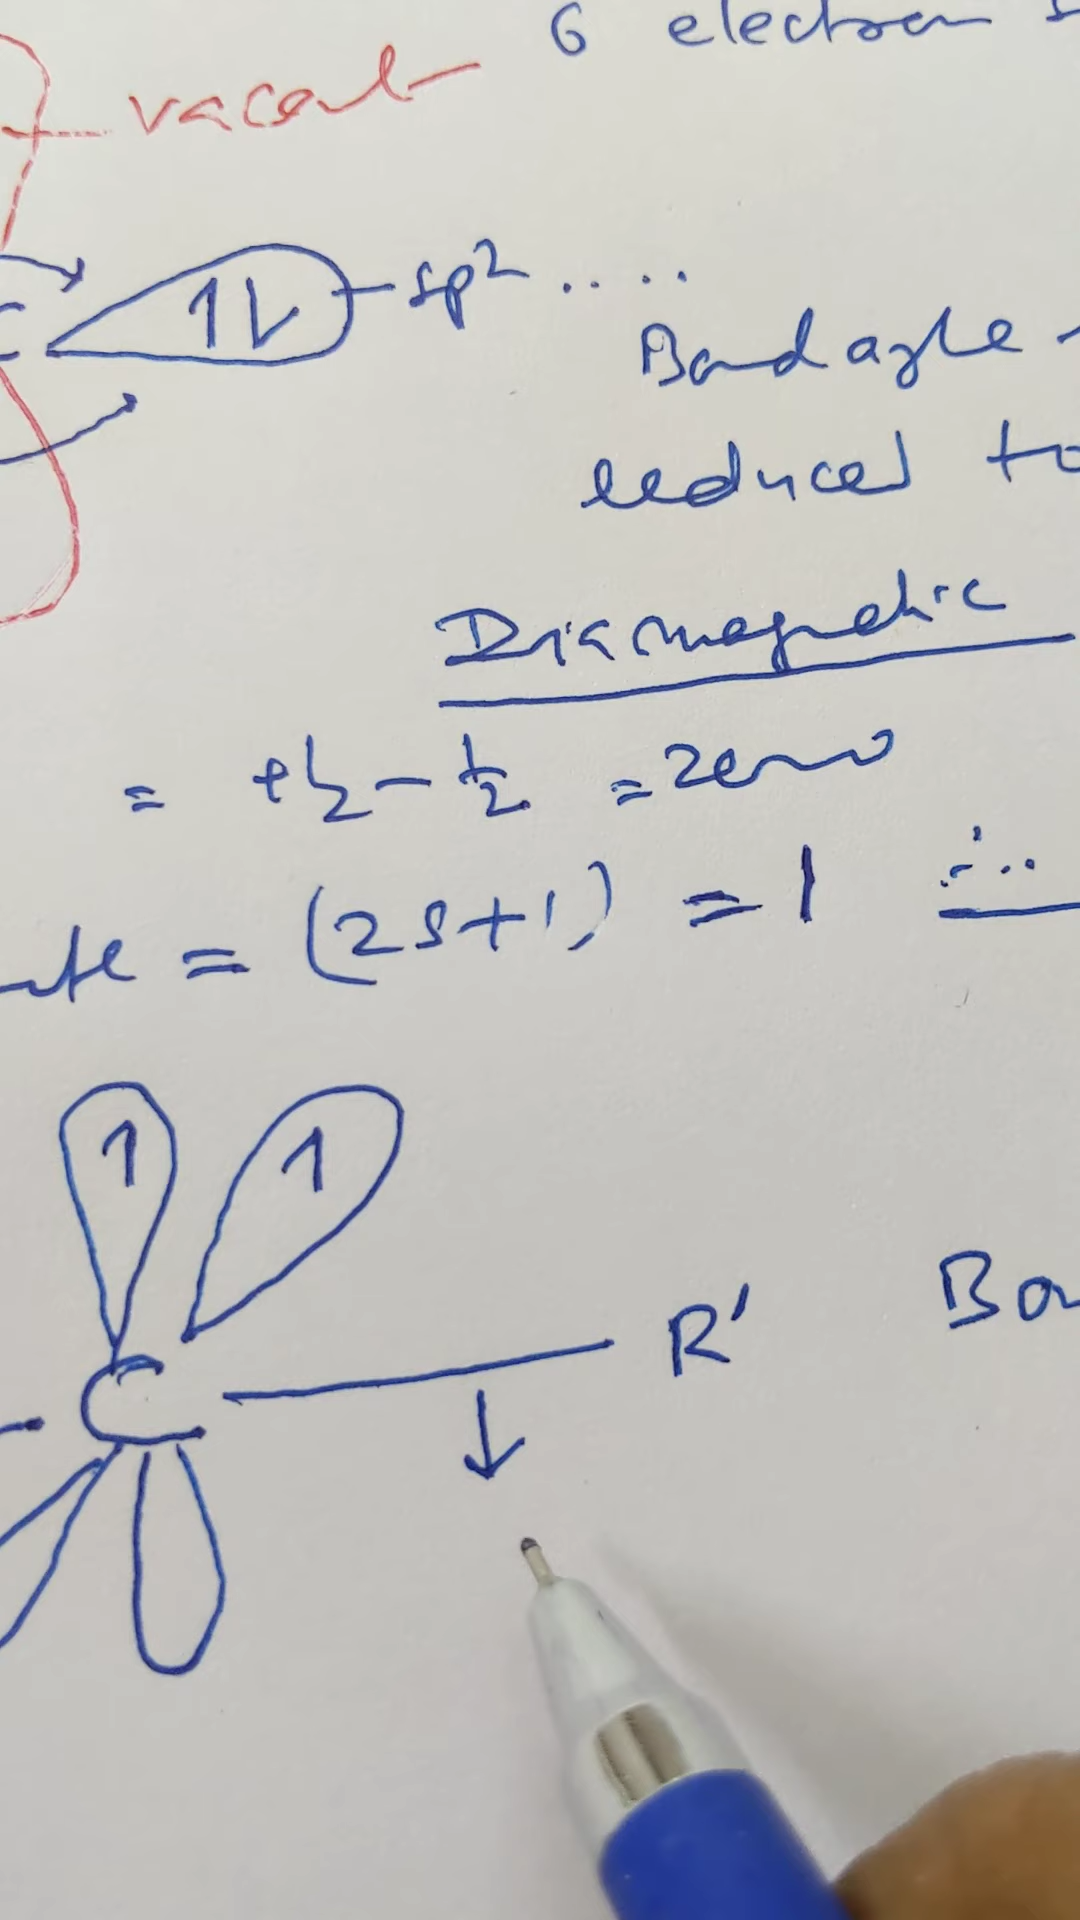 6 electron
vacant
1⇂ sp² .....
Bond angle
reduced to
Diamagnetic
= +1/2 - 1/2 = zero
= (2s+1) = 1 ∴
1 1
C R'
↓